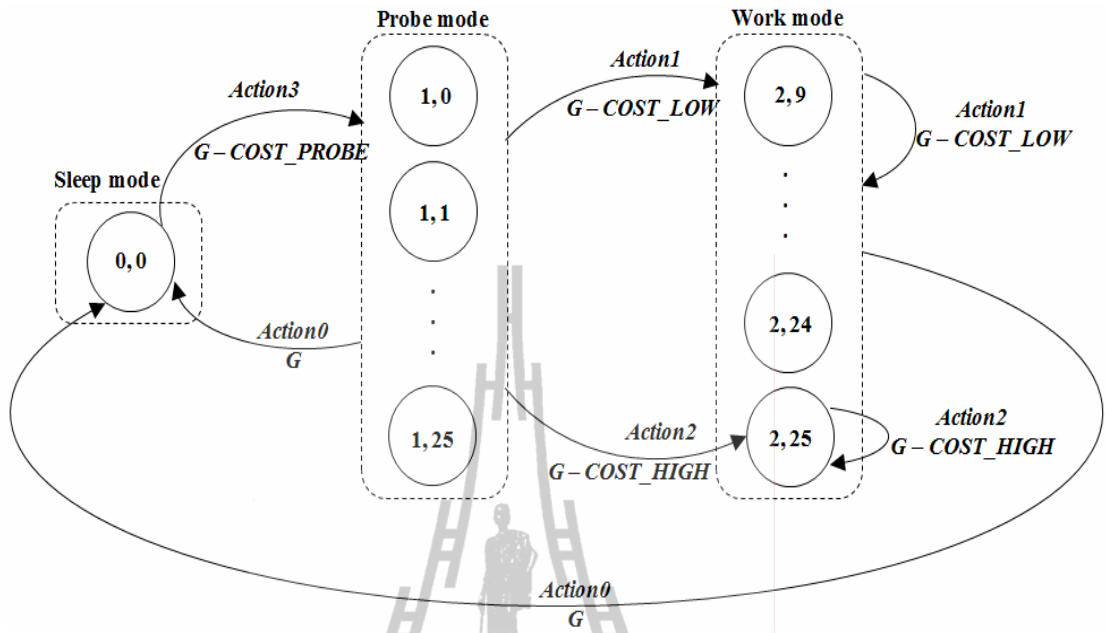 Probe mode
Work mode
Action3
G – COST_PROBE
1, 0
Action1
G – COST_LOW
2, 9
Action1
G – COST_LOW
Sleep mode
0, 0
1, 1
.
.
.
.
.
.
Action0
G
2, 24
1, 25
Action2
G – COST_HIGH
2, 25
Action2
G – COST_HIGH
Action0
G